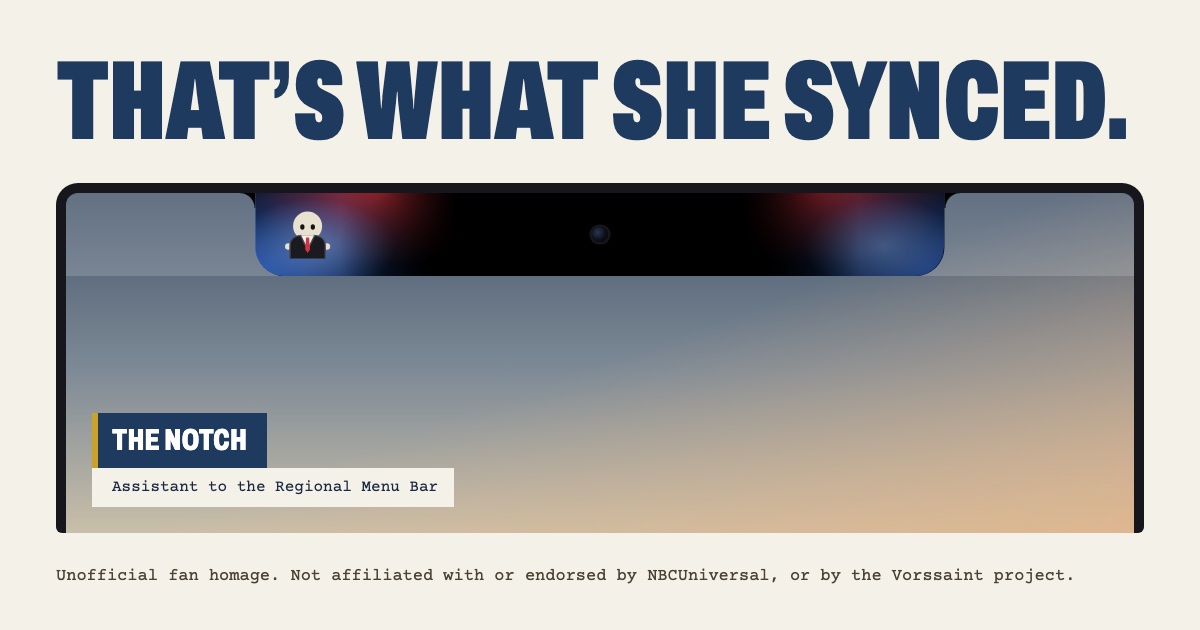 THAT’S WHAT SHE SYNCED.
THE NOTCH
Assistant to the Regional Menu Bar
Unofficial fan homage. Not affiliated with or endorsed by NBCUniversal, or by the Vorssaint project.